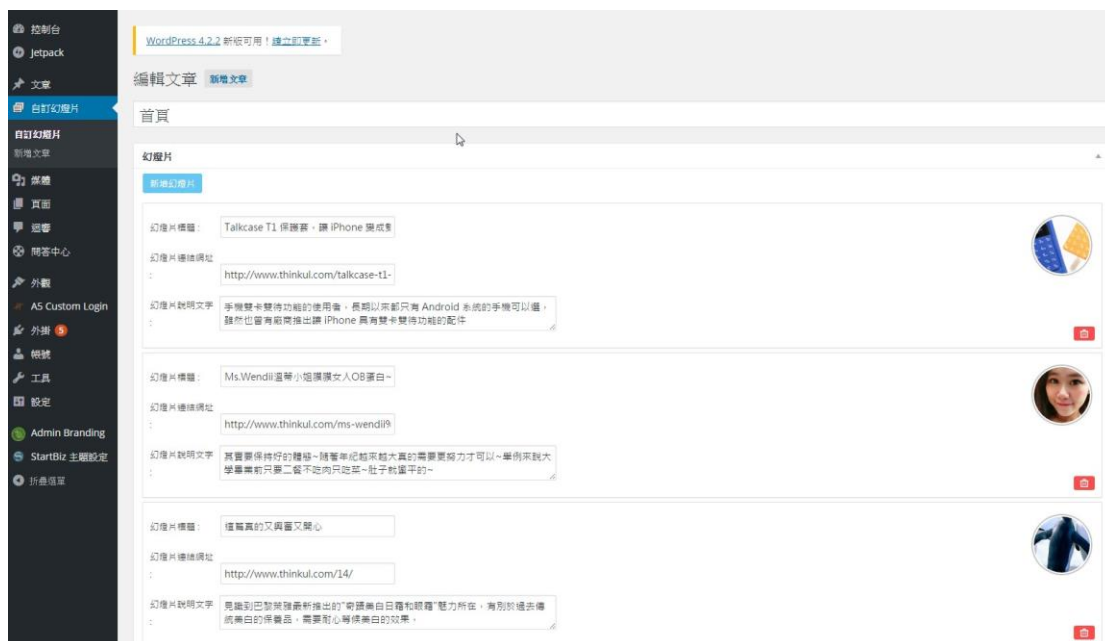 控制台
Jetpack
文章
自訂幻燈片
自訂幻燈片
新增文章
媒體
頁面
迴響
問答中心
外觀
AS Custom Login
外掛 5
帳號
工具
設定
Admin Branding
StartBiz 主題設定
折疊選單
WordPress 4.2.2 新版可用！請立即更新。
編輯文章 新增文章
首頁
幻燈片
新增幻燈片
幻燈片標題：
Talkcase T1 保護套，讓 iPhone 變成
幻燈片連結網址：
http://www.thinkul.com/talkcase-t1-
幻燈片說明文字：
手機雙卡雙待功能的使用者，長期以來都只有 Android 系統的手機可以選，
雖然也曾有廠商推出讓 iPhone 具有雙卡雙待功能的配件
幻燈片標題：
Ms.Wendii溫蒂小姐膜膜女人OB蛋白~
幻燈片連結網址：
http://www.thinkul.com/ms-wendii9
幻燈片說明文字：
其實要保持好的體態~隨著年紀越來越大真的需要更努力才可以~舉例來說大
學畢業前只要二餐不吃肉只吃菜~肚子就蠻平的~
幻燈片標題：
這篇真的又興奮又開心
幻燈片連結網址：
http://www.thinkul.com/14/
幻燈片說明文字：
見識到巴黎萊雅最新推出的"奇蹟美白日霜和眼霜"魅力所在，有別於過去傳
統美白的保養品，需要耐心等候美白的效果。